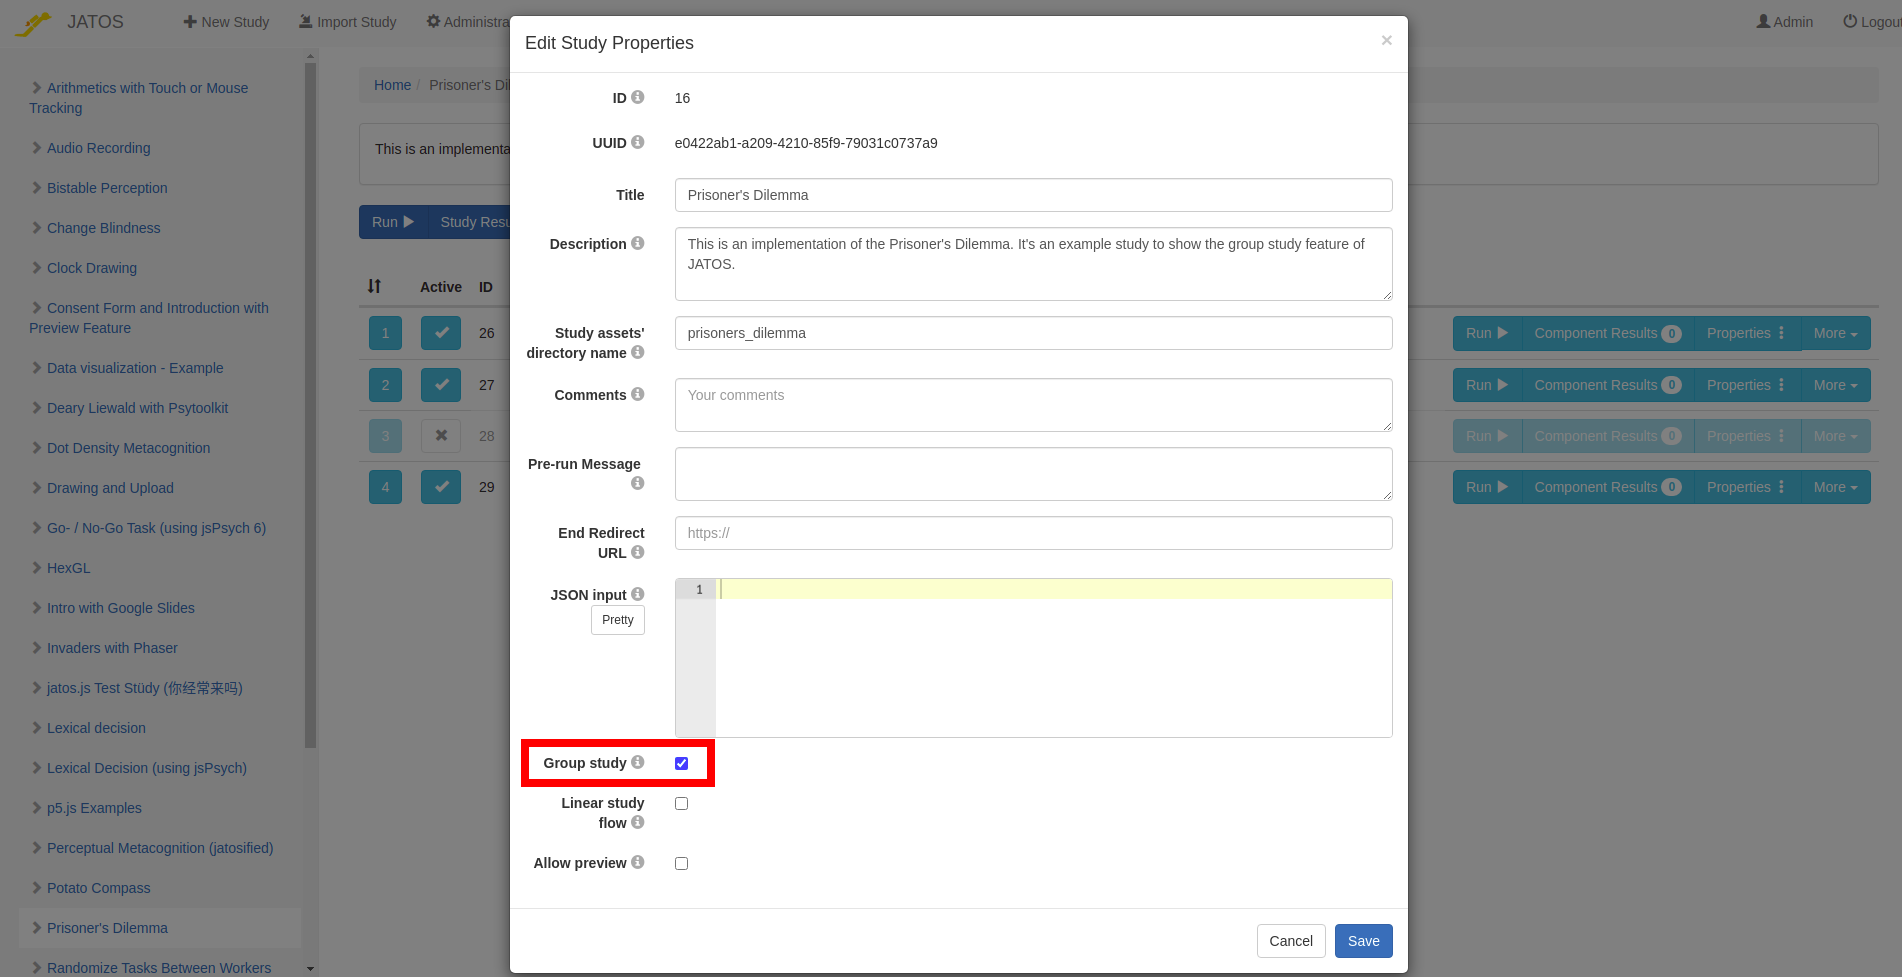 JATOS
New Study
Import Study
Administra
Admin
Logou
Arithmetics with Touch or Mouse
Tracking
Audio Recording
Bistable Perception
Change Blindness
Clock Drawing
Consent Form and Introduction with
Preview Feature
Data visualization - Example
Deary Liewald with Psytoolkit
Dot Density Metacognition
Drawing and Upload
Go- / No-Go Task (using jsPsych 6)
HexGL
Intro with Google Slides
Invaders with Phaser
jatos.js Test Stüdy (你经常来吗)
Lexical decision
Lexical Decision (using jsPsych)
p5.js Examples
Perceptual Metacognition (jatosified)
Potato Compass
Prisoner's Dilemma
Randomize Tasks Between Workers
Home / Prisoner's Dil
This is an implementa
Run
Study Resu
Active ID
1 26
2 27
3 28
4 29
Run Component Results 0 Properties More
Run Component Results 0 Properties More
Run Component Results 0 Properties More
Run Component Results 0 Properties More
Edit Study Properties
×
ID 16
UUID e0422ab1-a209-4210-85f9-79031c0737a9
Title Prisoner's Dilemma
Description This is an implementation of the Prisoner's Dilemma. It's an example study to show the group study feature of
JATOS.
Study assets' prisoners_dilemma
directory name
Comments Your comments
Pre-run Message
End Redirect https://
URL
JSON input 1
Pretty
Group study
Linear study
flow
Allow preview
Cancel Save